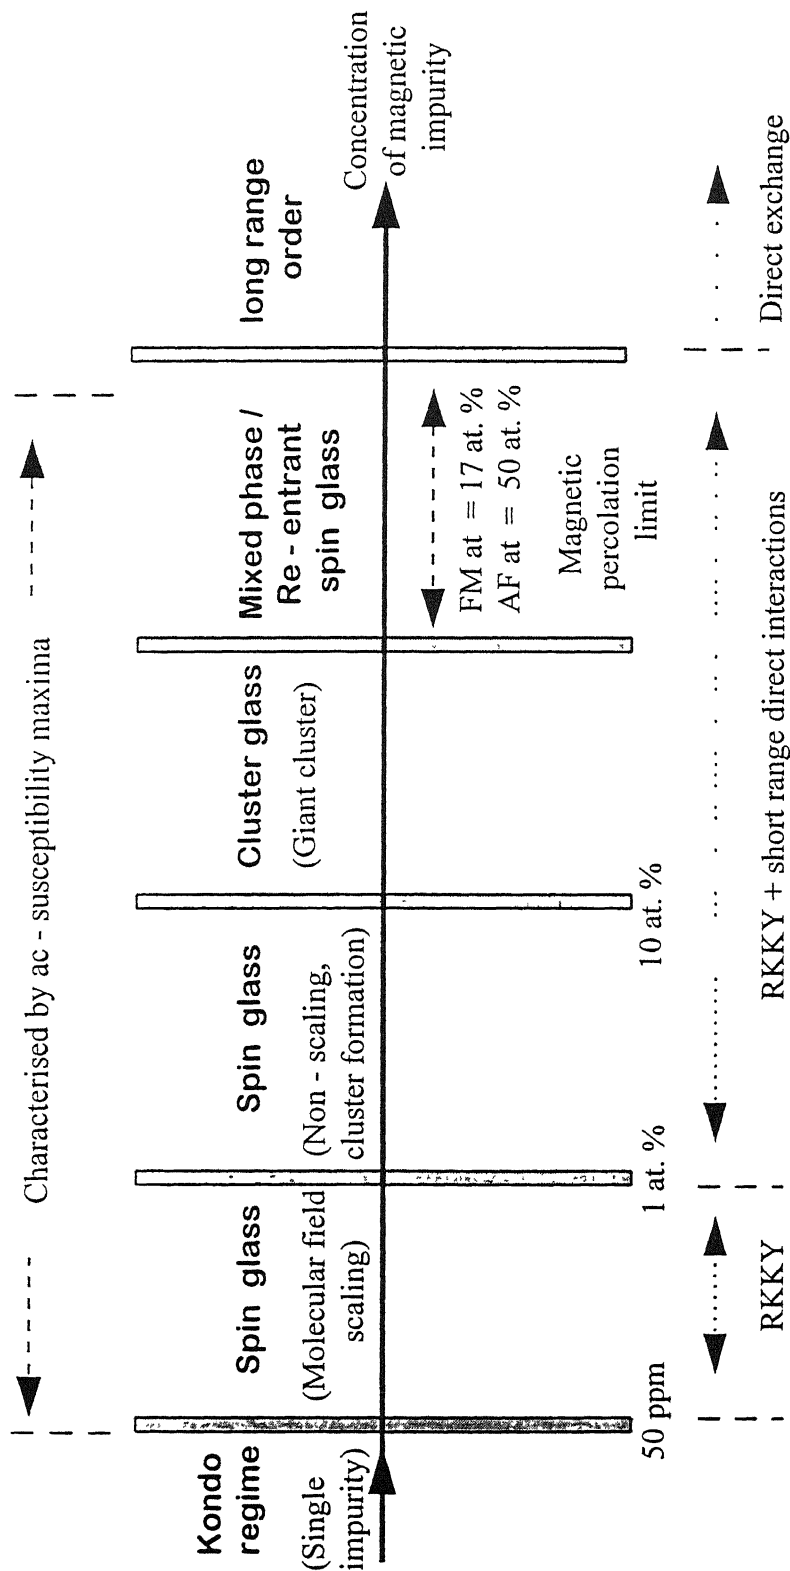 Characterised by ac - susceptibility maxima
Kondo
regime
(Single
impurity)
Spin glass
(Molecular field
scaling)
Spin glass
(Non - scaling,
cluster formation)
Cluster glass
(Giant cluster)
Mixed phase /
Re - entrant
spin glass
long range
order
Concentration
of magnetic
impurity
FM at = 17 at. %
AF at = 50 at. %
Magnetic
percolation
limit
50 ppm
1 at. %
10 at. %
RKKY
RKKY + short range direct interactions
Direct exchange